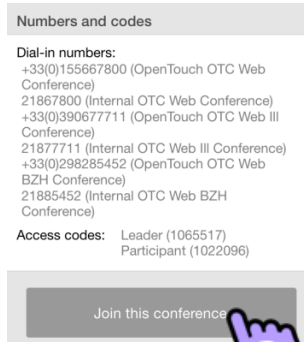 Numbers and codes
Dial-in numbers:
+33(0)155667800 (OpenTouch OTC Web
Conference)
21867800 (Internal OTC Web Conference)
+33(0)390677711 (OpenTouch OTC Web Ill
Conference)
21877711 (Internal OTC Web Ill Conference)
+33(0)298285452 (OpenTouch OTC Web
BZH Conference)
21885452 (Internal OTC Web BZH
Conference)
Access codes: Leader (1065517)
Participant (1022096)
Join this conference